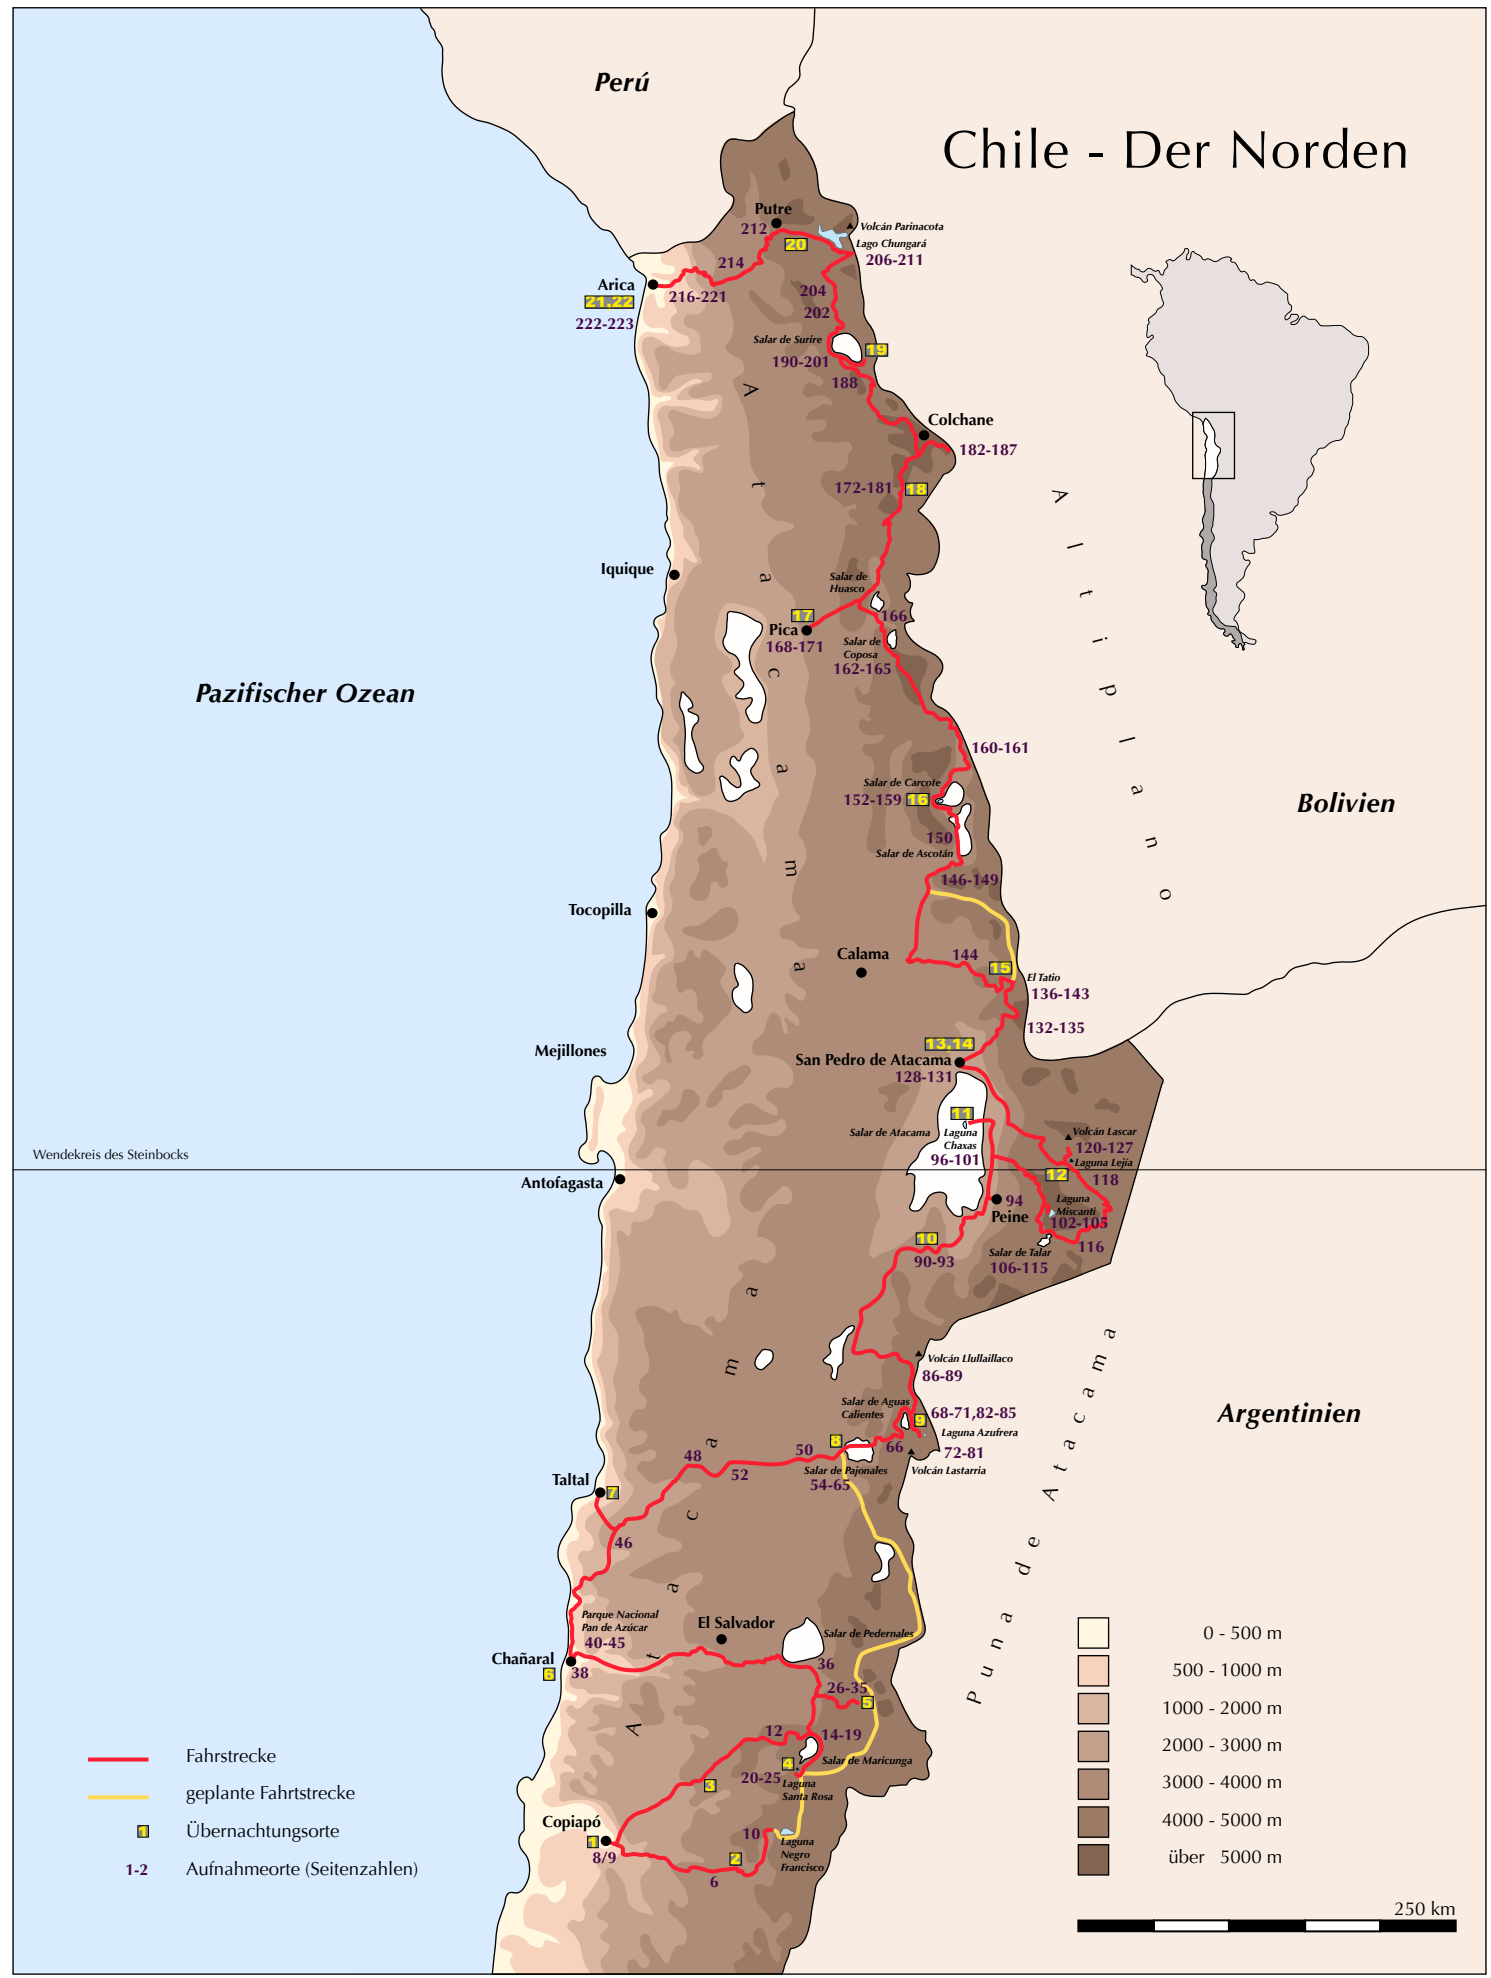 Perú
Chile - Der Norden
Putre
212
20
Volcán Parinacota
Lago Chungará
206-211
214
Arica
216-221
21,22
222-223
204
202
Salar de Surire
19
190-201
188
Colchane
182-187
172-181
18
Iquique
Salar de
Huasco
17
166
Pica
168-171
Salar de
Coposa
162-165
Pazifischer Ozean
Atacama
Altiplano
160-161
Salar de Carcote
152-159
16
Bolivien
150
Salar de Ascotán
146-149
Tocopilla
Calama
144
15
El Tatio
136-143
132-135
Mejillones
13,14
San Pedro de Atacama
128-131
11
Salar de Atacama
Laguna
Chaxas
96-101
Volcán Lascar
120-127
Laguna Lejía
Wendekreis des Steinbocks
12
118
Antofagasta
94
Peine
Laguna
Miscanti
102-105
10
90-93
Salar de Talar
106-115
116
Volcán Llullaillaco
86-89
Salar de Aguas
Calientes
9
68-71,82-85
Laguna Azufrera
8
66
72-81
Argentinien
Puna de Atacama
Atacama
48
50
52
Salar de Pajonales
54-65
Volcán Lastarria
Taltal
7
46
Parque Nacional
Pan de Azúcar
40-45
El Salvador
Salar de Pedernales
Chañaral
6
38
36
26-35
5
12
14-19
4
Salar de Maricunga
20-25
Laguna
Santa Rosa
3
Copiapó
1
8/9
10
Laguna
Negro
Francisco
2
6
Fahrstrecke
geplante Fahrtstrecke
1
Übernachtungsorte
1-2
Aufnahmeorte (Seitenzahlen)
0 - 500 m
500 - 1000 m
1000 - 2000 m
2000 - 3000 m
3000 - 4000 m
4000 - 5000 m
über 5000 m
250 km